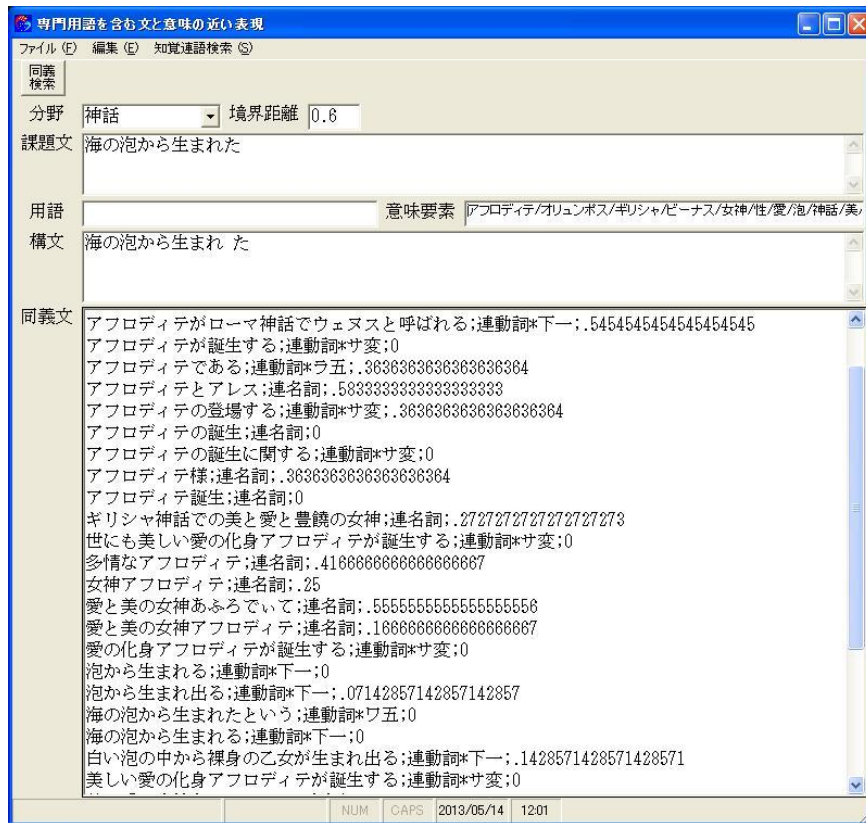 専門用語を含む文と意味の近い表現
ファイル (F) 編集 (E) 知覚連語検索 (S)
同義
検索
分野 神話 境界距離 0.6
課題文 海の泡から生まれた
用語 意味要素 アフロディテ/オリュンポス/ギリシャ/ビーナス/女神/性/愛/泡/神話/美/
構文 海の泡から生まれ た
同義文
アフロディテがローマ神話でウェヌスと呼ばれる;連動詞*下一;.5454545454545454545
アフロディテが誕生する;連動詞*サ変;0
アフロディテである;連動詞*ラ五;.3636363636363636364
アフロディテとアレス;連名詞;.5833333333333333333
アフロディテの登場する;連動詞*サ変;.3636363636363636364
アフロディテの誕生;連名詞;0
アフロディテの誕生に関する;連動詞*サ変;0
アフロディテ様;連名詞;.3636363636363636364
アフロディテ誕生;連名詞;0
ギリシャ神話での美と愛と豊饒の女神;連名詞;.2727272727272727273
世にも美しい愛の化身アフロディテが誕生する;連動詞*サ変;0
多情なアフロディテ;連名詞;.4166666666666666667
女神アフロディテ;連名詞;.25
愛と美の女神あふろでぃて;連名詞;.5555555555555555556
愛と美の女神アフロディテ;連名詞;.1666666666666666667
愛の化身アフロディテが誕生する;連動詞*サ変;0
泡から生まれる;連動詞*下一;0
泡から生まれ出る;連動詞*下一;.07142857142857142857
海の泡から生まれたという;連動詞*ワ五;0
海の泡から生まれる;連動詞*下一;0
白い泡の中から裸身の乙女が生まれ出る;連動詞*下一;.1428571428571428571
美しい愛の化身アフロディテが誕生する;連動詞*サ変;0
NUM CAPS 2013/05/14 12:01